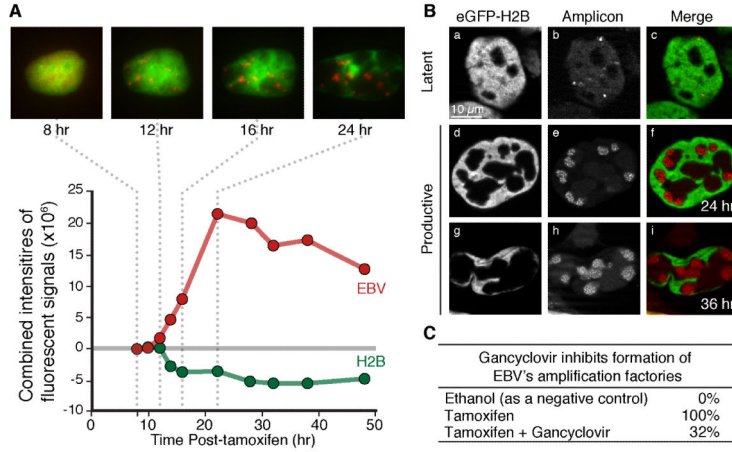 A
8 hr
12 hr
16 hr
24 hr
Combined intensitires of
fluorescent signals (x10⁶)
25
20
15
10
5
0
-5
-10
EBV
H2B
0
10
20
30
40
50
Time Post-tamoxifen (hr)
B
eGFP-H2B
Amplicon
Merge
Latent
a
b
c
10 µm
Productive
d
e
f
24 hr
g
h
i
36 hr
C
Gancyclovir inhibits formation of
EBV's amplification factories
Ethanol (as a negative control) 0%
Tamoxifen 100%
Tamoxifen + Gancyclovir 32%